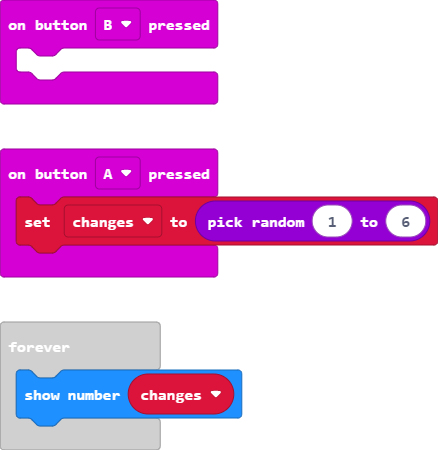 on button B pressed
on button A pressed
set changes to pick random 1 to 6
forever
show number changes